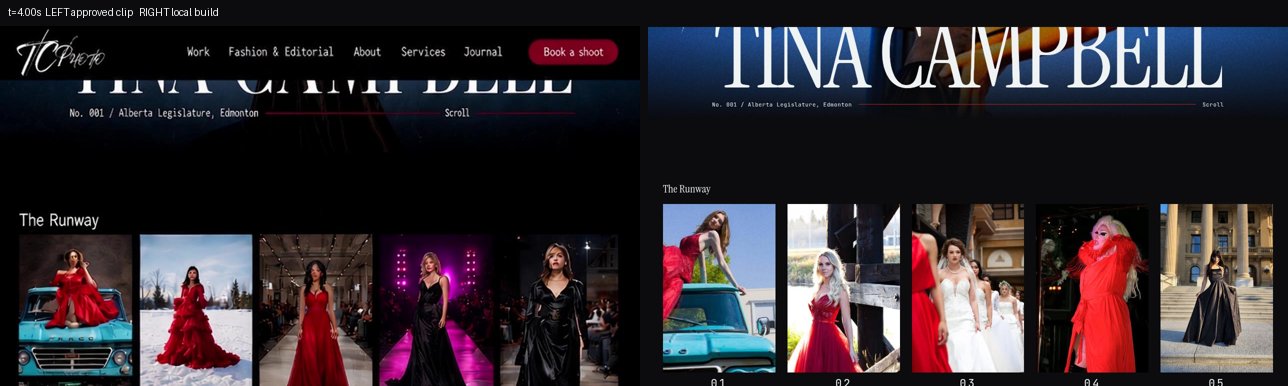 t=4.00s LEFT approved clip RIGHT local build
TCPHOTO
Work Fashion & Editorial About Services Journal Book a shoot
TINA CAMPBELL
No. 001 / Alberta Legislature, Edmonton Scroll
The Runway
TINA CAMPBELL
No. 001 / Alberta Legislature, Edmonton Scroll
The Runway
01 02 03 04 05